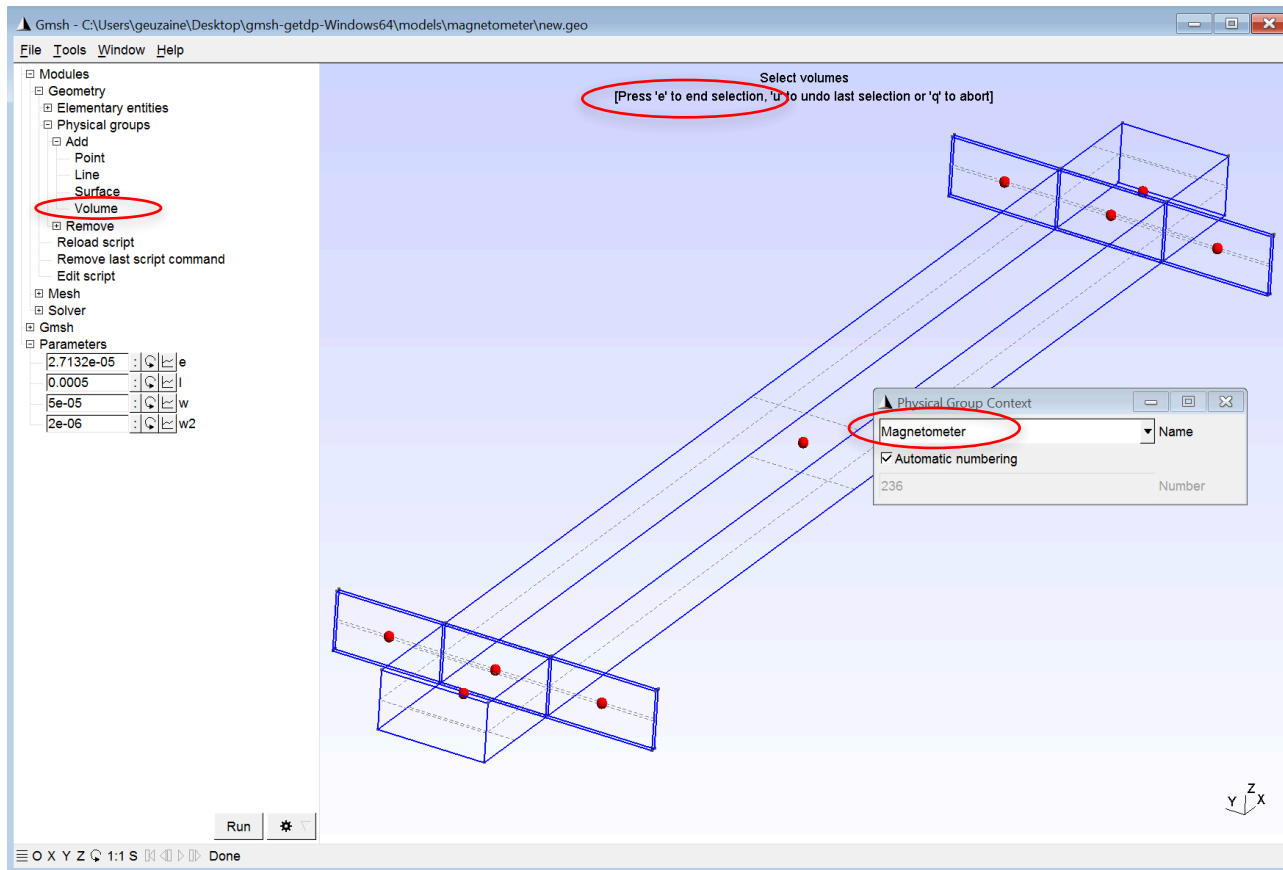 Gmsh - C:\Users\geuzaine\Desktop\gmsh-getdp-Windows64\models\magnetometer\new.geo
File Tools Window Help
Modules
Geometry
Elementary entities
Physical groups
Add
Point
Line
Surface
Volume
Remove
Reload script
Remove last script command
Edit script
Mesh
Solver
Gmsh
Parameters
2.7132e-05 : e
0.0005 : l
5e-05 : w
2e-06 : w2
Select volumes
[Press 'e' to end selection, 'u' to undo last selection or 'q' to abort]
Physical Group Context
Magnetometer Name
Automatic numbering
236 Number
Z
Y X
Run
O X Y Z 1:1 S Done